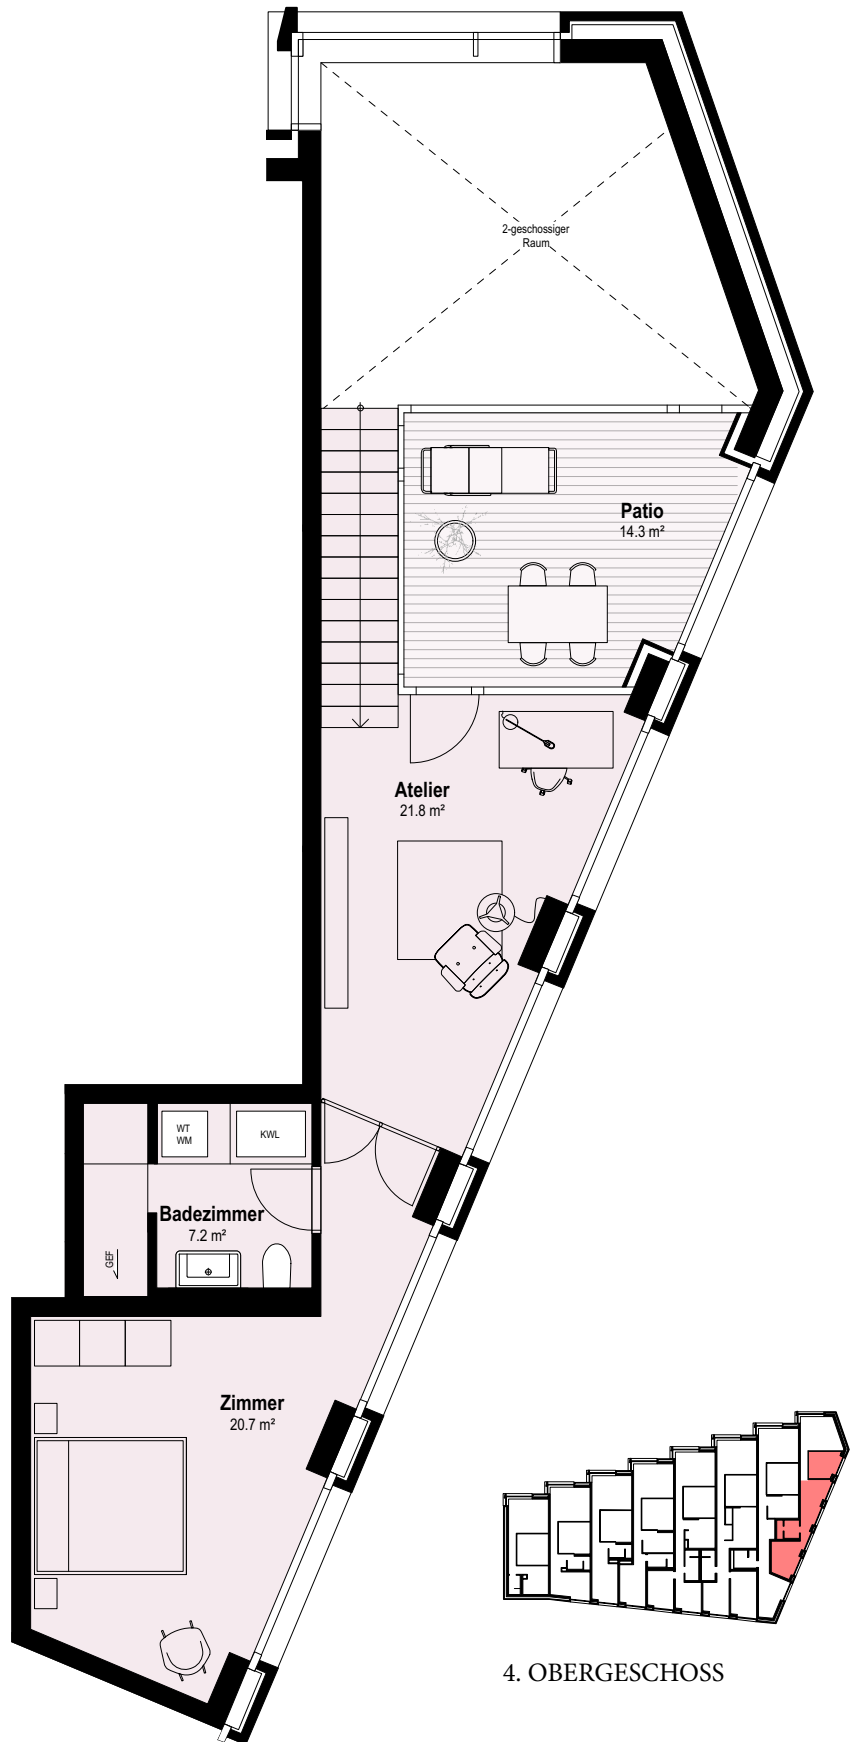 2-geschossiger
Raum
Patio
14.3 m²
Atelier
21.8 m²
WT
WM
KWL
Badezimmer
7.2 m²
GEF
Zimmer
20.7 m²
4. OBERGESCHOSS